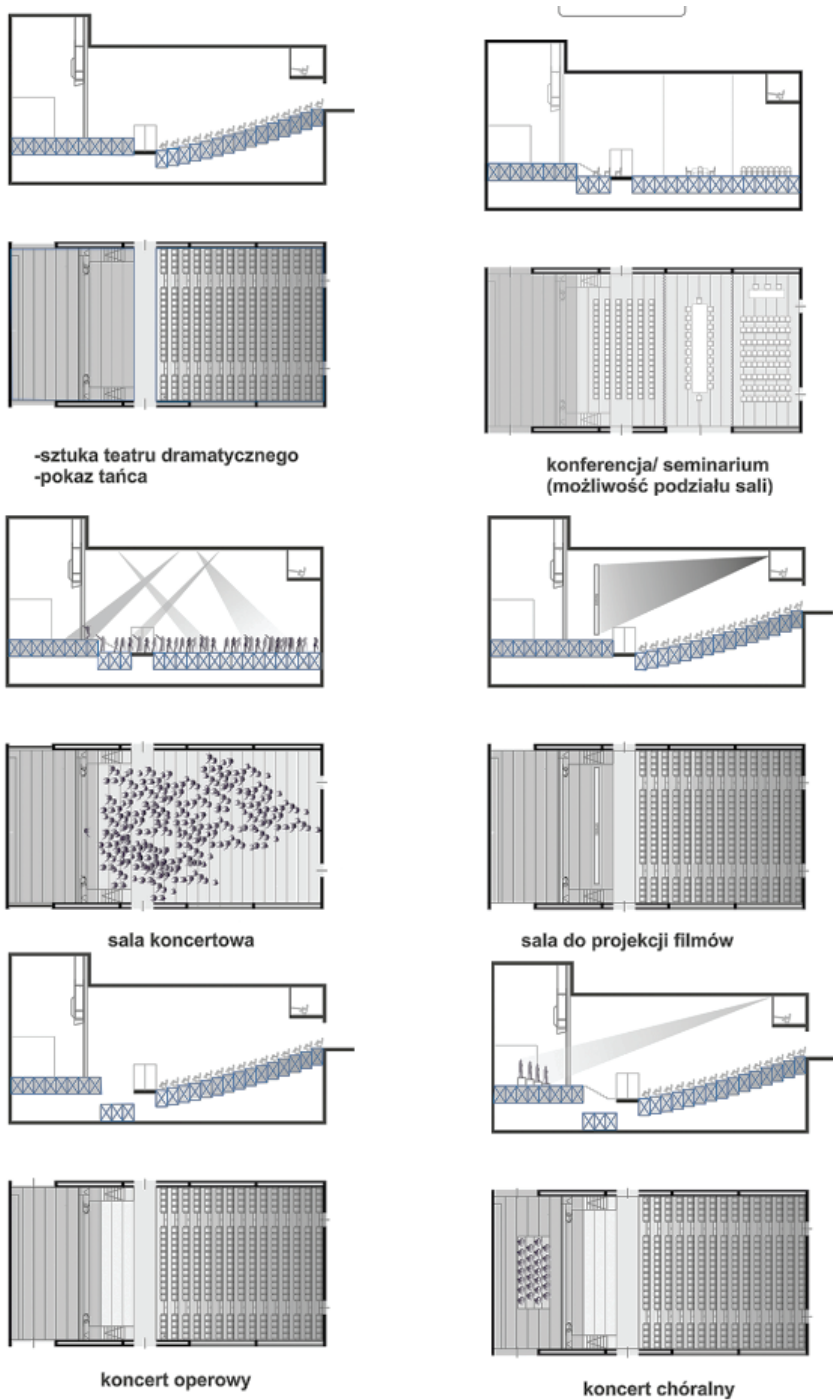 -sztuka teatru dramatycznego
-pokaz tańca
konferencja/ seminarium
(możliwość podziału sali)
sala koncertowa
sala do projekcji filmów
koncert operowy
koncert chóralny